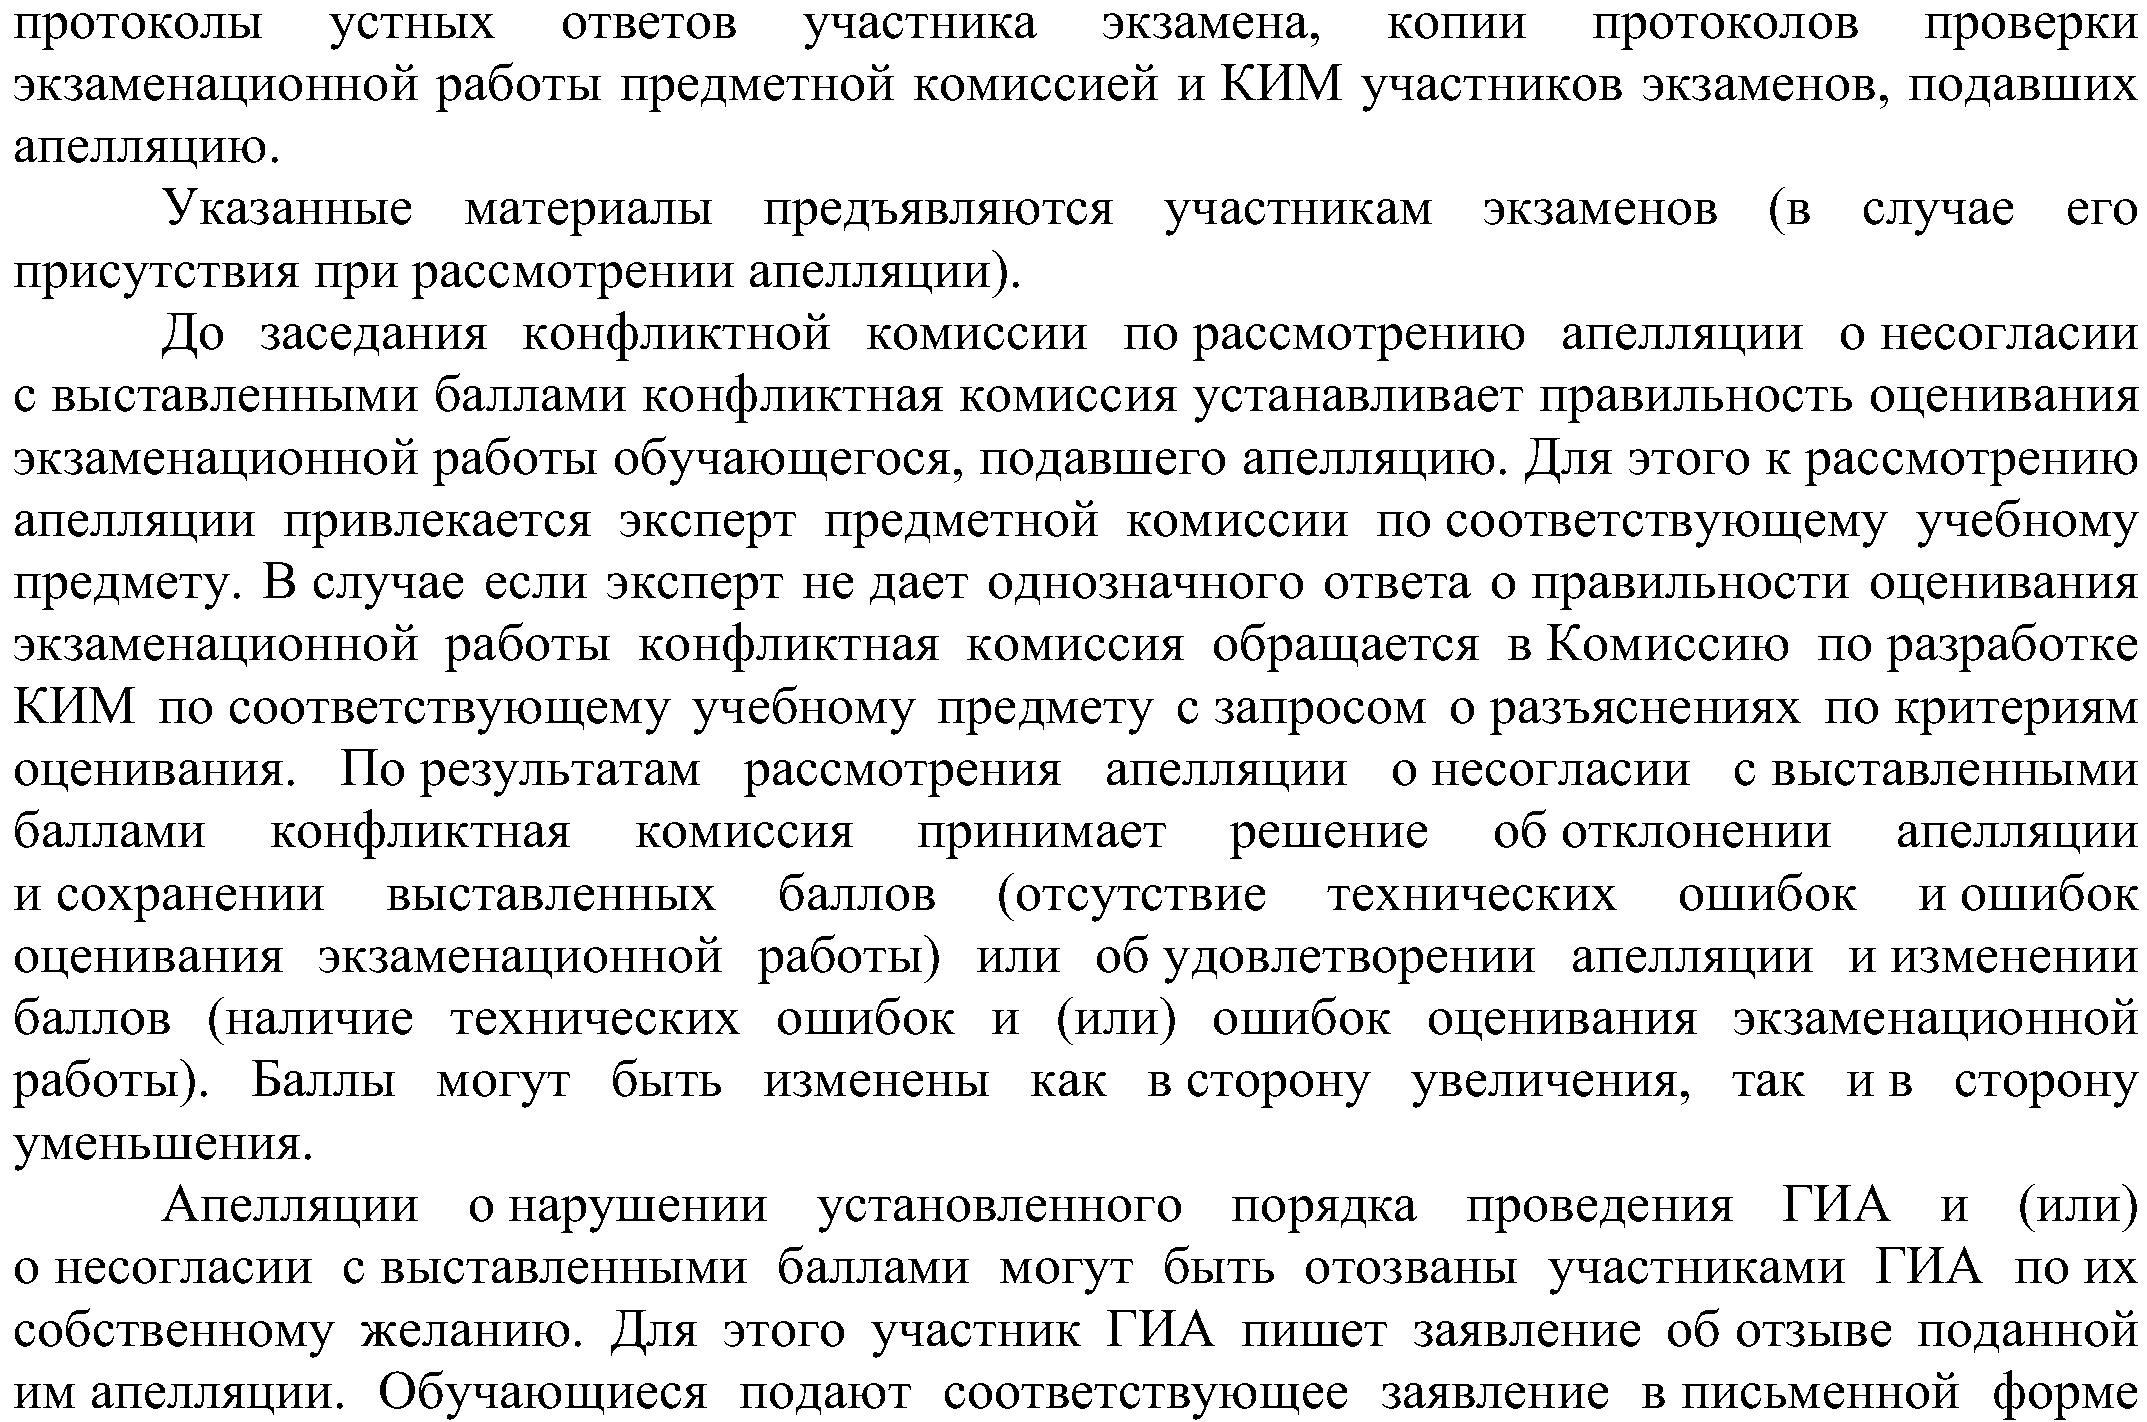 протоколы устных ответов участника экзамена, копии протоколов проверки
экзаменационной работы предметной комиссией и КИМ участников экзаменов, подавших
апелляцию.
Указанные материалы предъявляются участникам экзаменов (в случае его
присутствия при рассмотрении апелляции).
До заседания конфликтной комиссии по рассмотрению апелляции о несогласии
с выставленными баллами конфликтная комиссия устанавливает правильность оценивания
экзаменационной работы обучающегося, подавшего апелляцию. Для этого к рассмотрению
апелляции привлекается эксперт предметной комиссии по соответствующему учебному
предмету. В случае если эксперт не дает однозначного ответа о правильности оценивания
экзаменационной работы конфликтная комиссия обращается в Комиссию по разработке
КИМ по соответствующему учебному предмету с запросом о разъяснениях по критериям
оценивания. По результатам рассмотрения апелляции о несогласии с выставленными
баллами конфликтная комиссия принимает решение об отклонении апелляции
и сохранении выставленных баллов (отсутствие технических ошибок и ошибок
оценивания экзаменационной работы) или об удовлетворении апелляции и изменении
баллов (наличие технических ошибок и (или) ошибок оценивания экзаменационной
работы). Баллы могут быть изменены как в сторону увеличения, так и в сторону
уменьшения.
Апелляции о нарушении установленного порядка проведения ГИА и (или)
о несогласии с выставленными баллами могут быть отозваны участниками ГИА по их
собственному желанию. Для этого участник ГИА пишет заявление об отзыве поданной
им апелляции. Обучающиеся подают соответствующее заявление в письменной форме